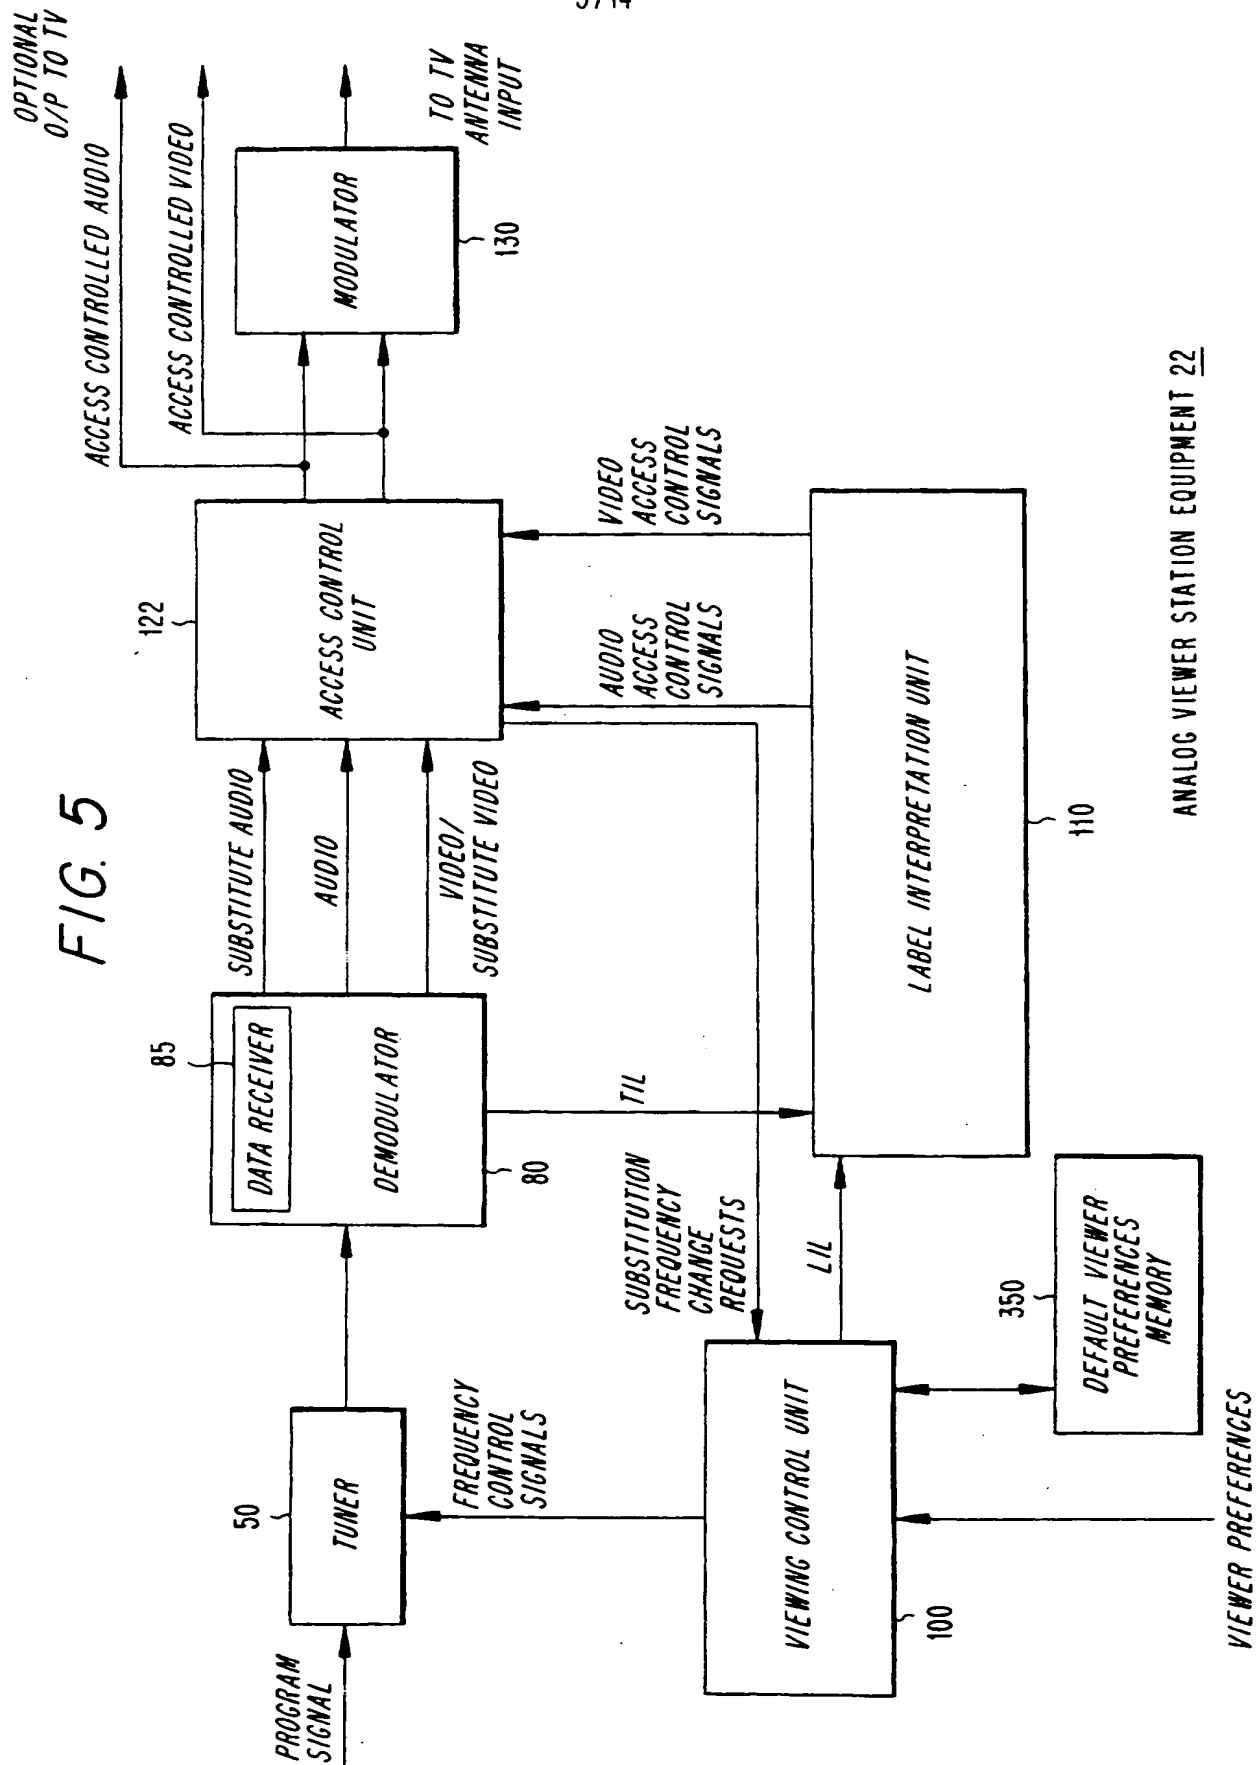 5/14
FIG. 5
PROGRAM
SIGNAL
50
TUNER
FREQUENCY
CONTROL
SIGNALS
85
DATA RECEIVER
DEMODULATOR
80
SUBSTITUTE AUDIO
AUDIO
VIDEO/
SUBSTITUTE VIDEO
122
ACCESS CONTROL
UNIT
ACCESS CONTROLLED AUDIO
ACCESS CONTROLLED VIDEO
OPTIONAL
O/P TO TV
MODULATOR
130
TO TV
ANTENNA
INPUT
TIL
SUBSTITUTION
FREQUENCY
CHANGE
REQUESTS
AUDIO
ACCESS
CONTROL
SIGNALS
VIDEO
ACCESS
CONTROL
SIGNALS
VIEWING CONTROL UNIT
100
LIL
LABEL INTERPRETATION UNIT
110
350
DEFAULT VIEWER
PREFERENCES
MEMORY
VIEWER PREFERENCES
ANALOG VIEWER STATION EQUIPMENT 22